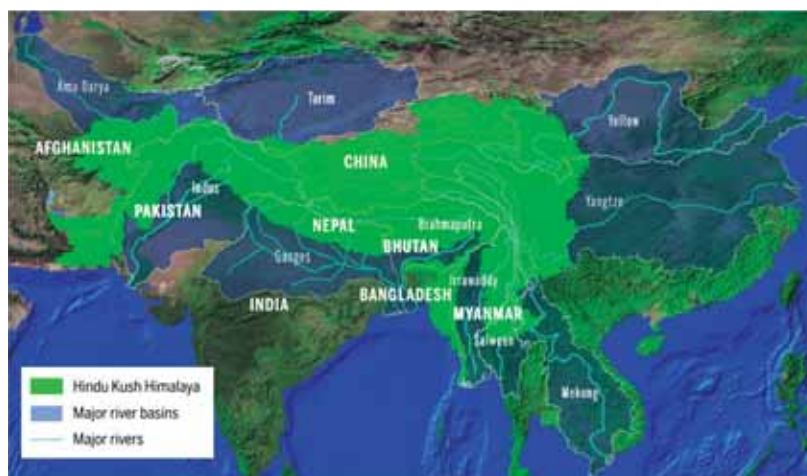 Amu Darya
Tarim
Yellow
AFGHANISTAN
CHINA
Indus
PAKISTAN
Yangtze
NEPAL
Brahmaputra
BHUTAN
Ganges
Irrawaddy
BANGLADESH
INDIA
MYANMAR
Salween
Mekong
Hindu Kush Himalaya
Major river basins
Major rivers